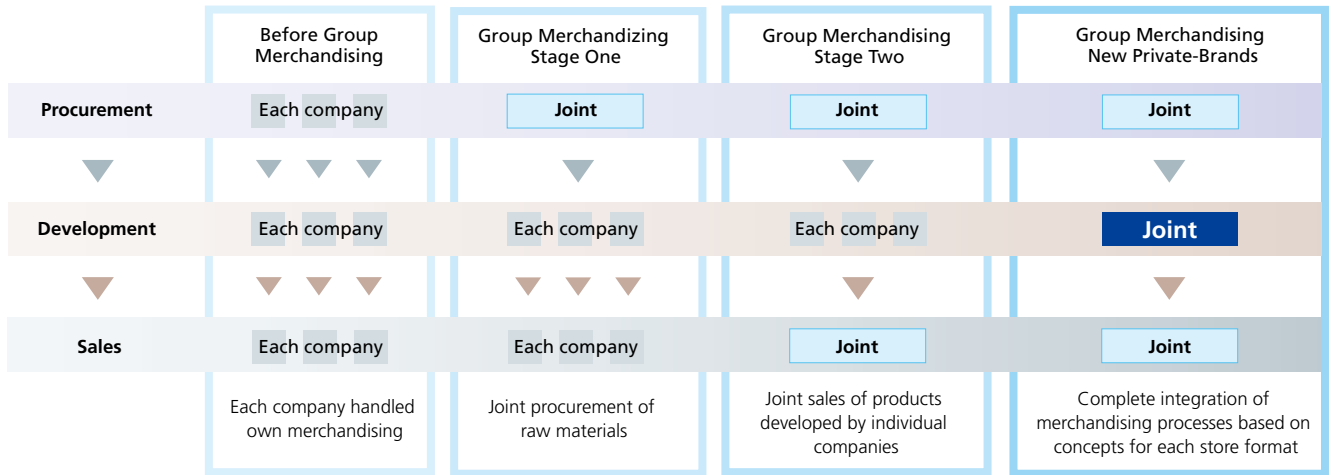 Before Group
Merchandising
Group Merchandizing
Stage One
Group Merchandising
Stage Two
Group Merchandising
New Private-Brands
Procurement
Each company
Joint
Joint
Joint
Development
Each company
Each company
Each company
Joint
Sales
Each company
Each company
Joint
Joint
Each company handled
own merchandising
Joint procurement of
raw materials
Joint sales of products
developed by individual
companies
Complete integration of
merchandising processes based on
concepts for each store format